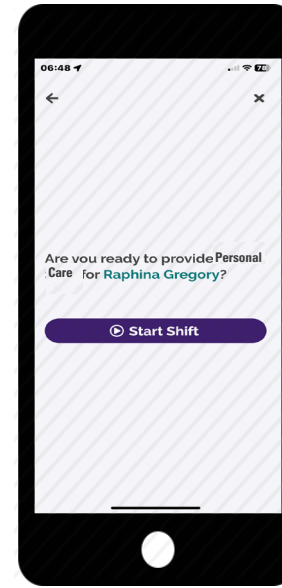 06:48
78
Are you ready to provide Personal
Care for Raphina Gregory?
Start Shift